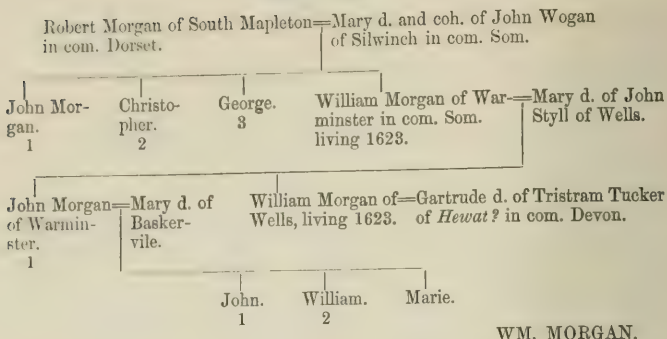 Robert Morgan of South Mapleton=Mary d. and coh. of John Wogan
in com. Dorset. of Silwinch in com. Som.
John Mor-
gan.
1
Christo-
pher.
2
George.
3
William Morgan of War-=Mary d. of John
minster in com. Som. Styll of Wells.
living 1623.
John Morgan=Mary d. of
of Warmin- Basker-
ster. vile.
1
William Morgan of=Gartrude d. of Tristram Tucker
Wells, living 1623. of Hewat? in com. Devon.
John.
1
William.
2
Marie.
WM. MORGAN.